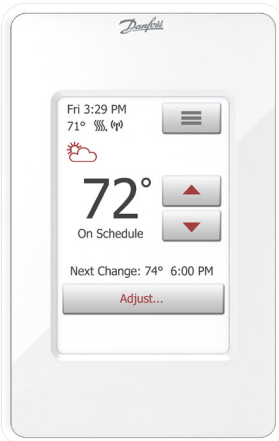 Danfoss
Fri 3:29 PM
71°
72°
On Schedule
Next Change: 74° 6:00 PM
Adjust...